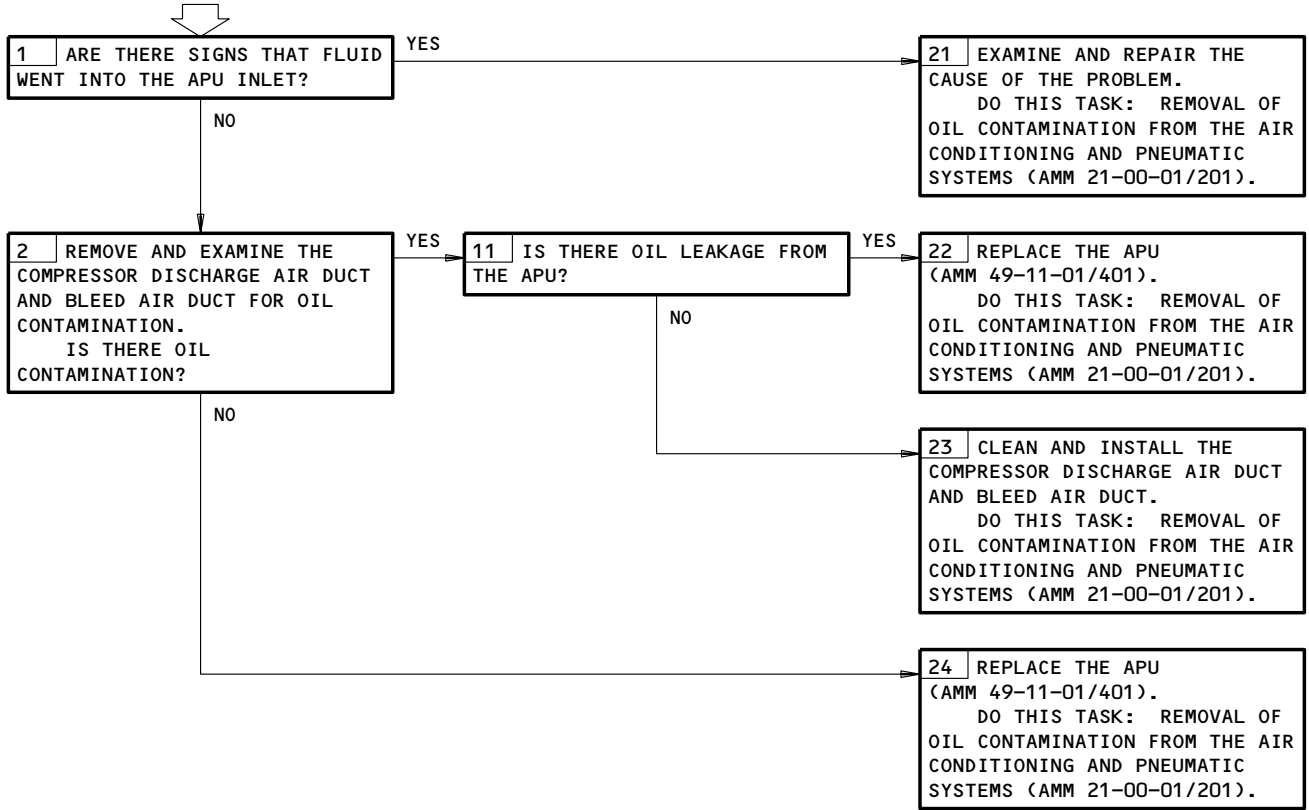 1 ARE THERE SIGNS THAT FLUID
WENT INTO THE APU INLET?
YES
NO
21 EXAMINE AND REPAIR THE
CAUSE OF THE PROBLEM.
DO THIS TASK: REMOVAL OF
OIL CONTAMINATION FROM THE AIR
CONDITIONING AND PNEUMATIC
SYSTEMS (AMM 21-00-01/201).
2 REMOVE AND EXAMINE THE
COMPRESSOR DISCHARGE AIR DUCT
AND BLEED AIR DUCT FOR OIL
CONTAMINATION.
IS THERE OIL
CONTAMINATION?
YES
NO
11 IS THERE OIL LEAKAGE FROM
THE APU?
YES
NO
22 REPLACE THE APU
(AMM 49-11-01/401).
DO THIS TASK: REMOVAL OF
OIL CONTAMINATION FROM THE AIR
CONDITIONING AND PNEUMATIC
SYSTEMS (AMM 21-00-01/201).
23 CLEAN AND INSTALL THE
COMPRESSOR DISCHARGE AIR DUCT
AND BLEED AIR DUCT.
DO THIS TASK: REMOVAL OF
OIL CONTAMINATION FROM THE AIR
CONDITIONING AND PNEUMATIC
SYSTEMS (AMM 21-00-01/201).
24 REPLACE THE APU
(AMM 49-11-01/401).
DO THIS TASK: REMOVAL OF
OIL CONTAMINATION FROM THE AIR
CONDITIONING AND PNEUMATIC
SYSTEMS (AMM 21-00-01/201).